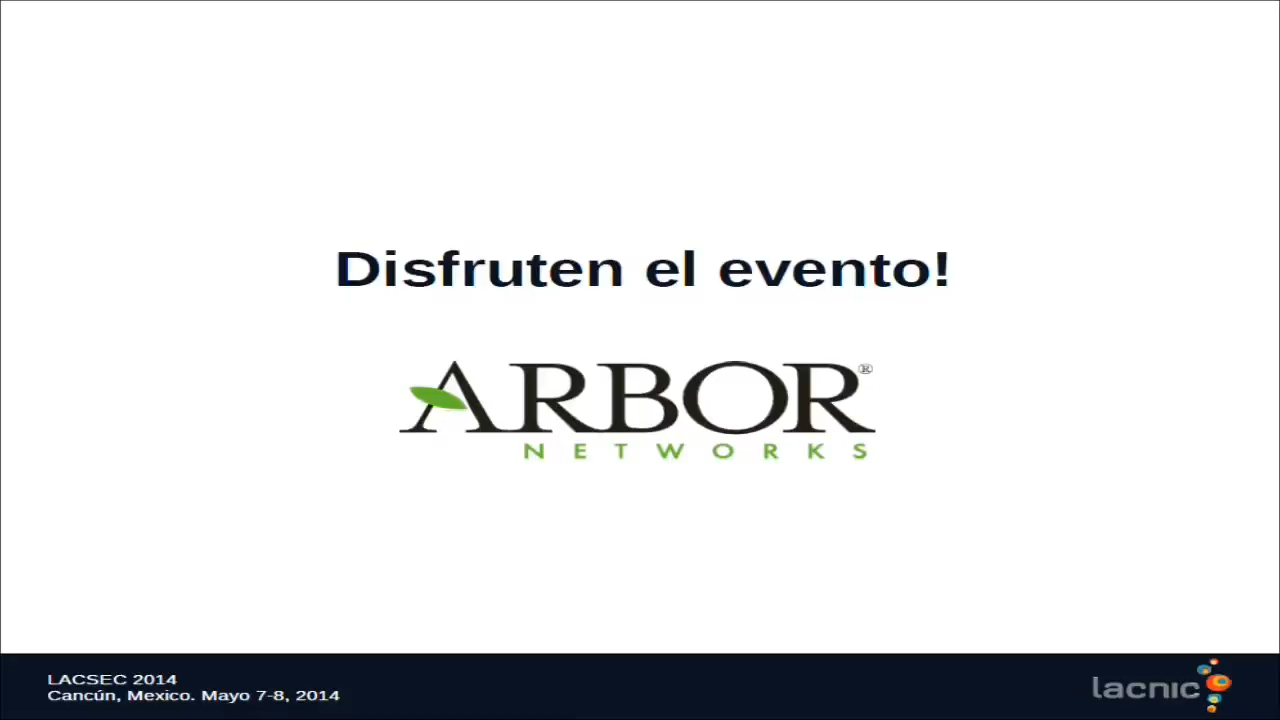 Disfruten el evento!
ARBOR®
NETWORKS
LACSEC 2014
Cancún, Mexico. Mayo 7-8, 2014
lacnic